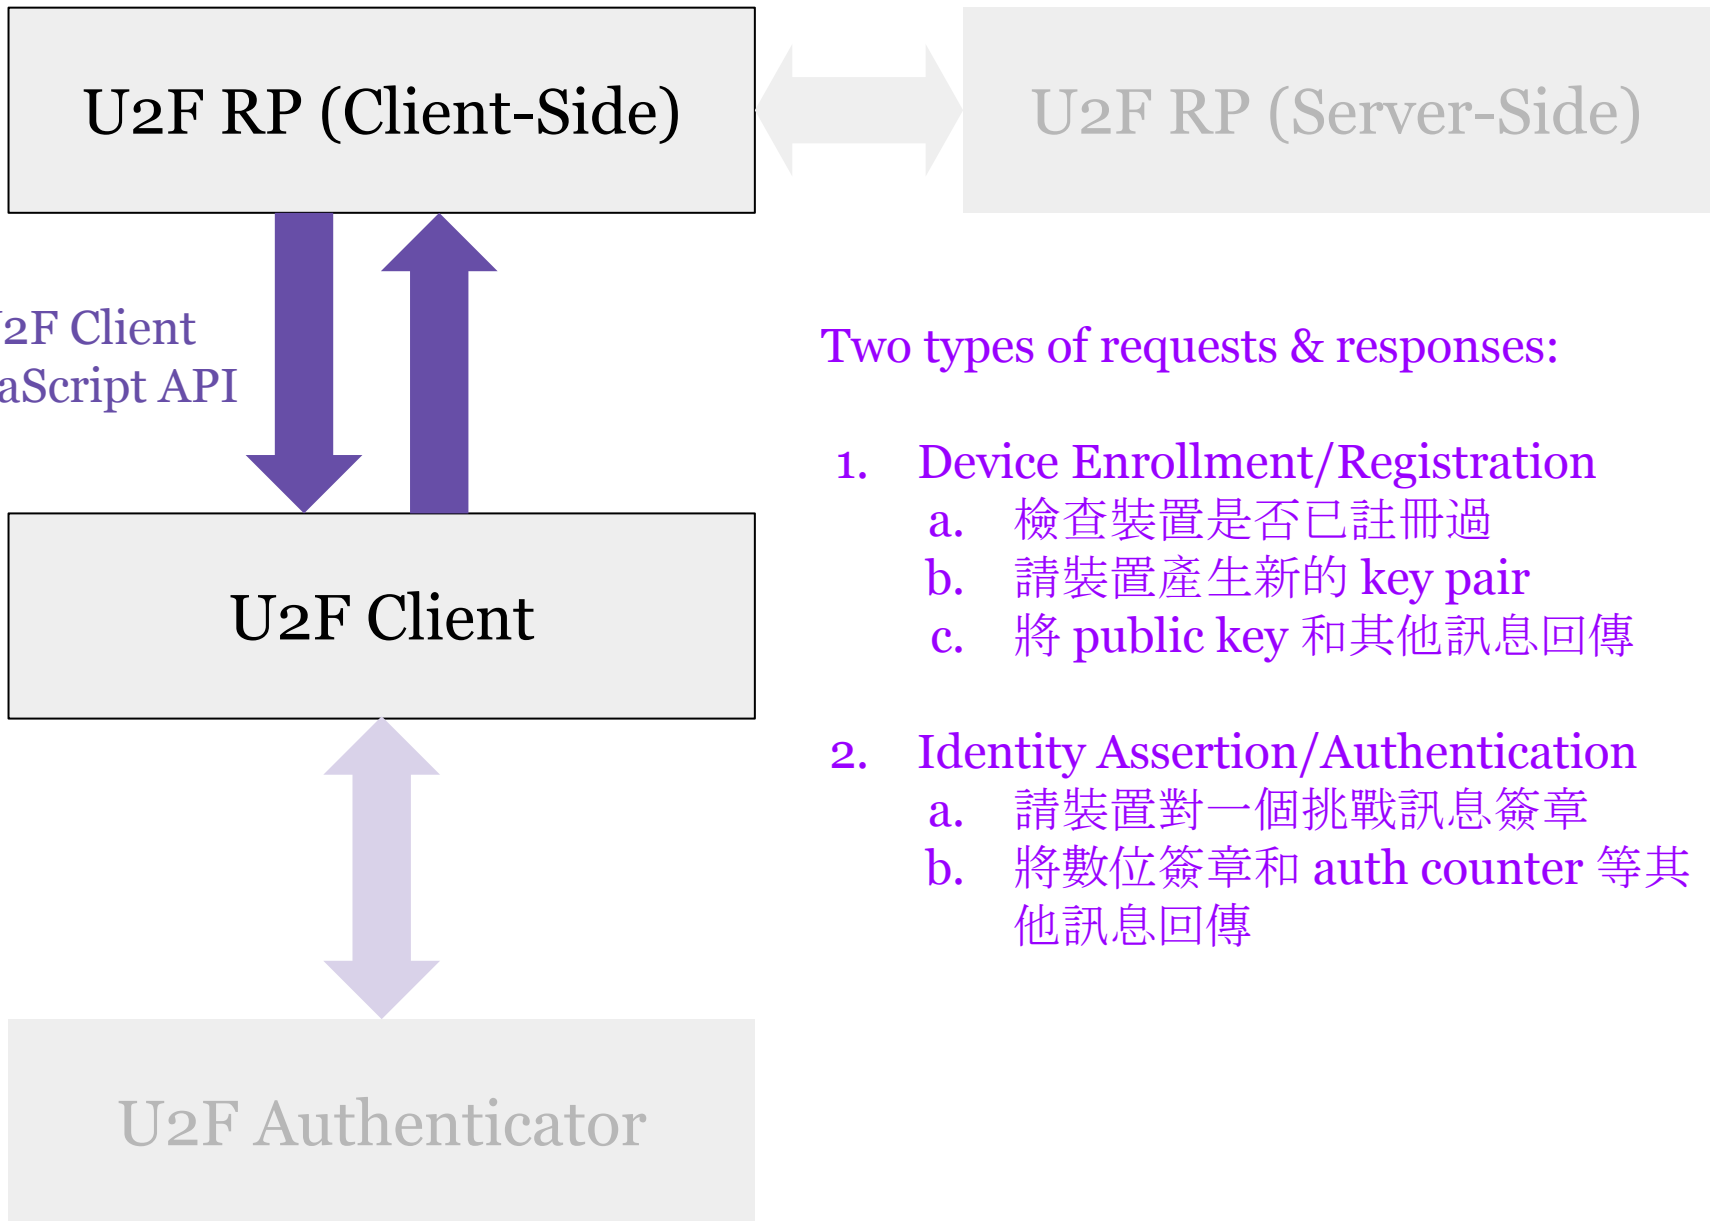 U2F RP (Client-Side)
U2F RP (Server-Side)
2F Client
aScript API
U2F Client
U2F Authenticator
Two types of requests & responses:
1. Device Enrollment/Registration
a. 檢查裝置是否已註冊過
b. 請裝置產生新的 key pair
c. 將 public key 和其他訊息回傳
2. Identity Assertion/Authentication
a. 請裝置對一個挑戰訊息簽章
b. 將數位簽章和 auth counter 等其
他訊息回傳